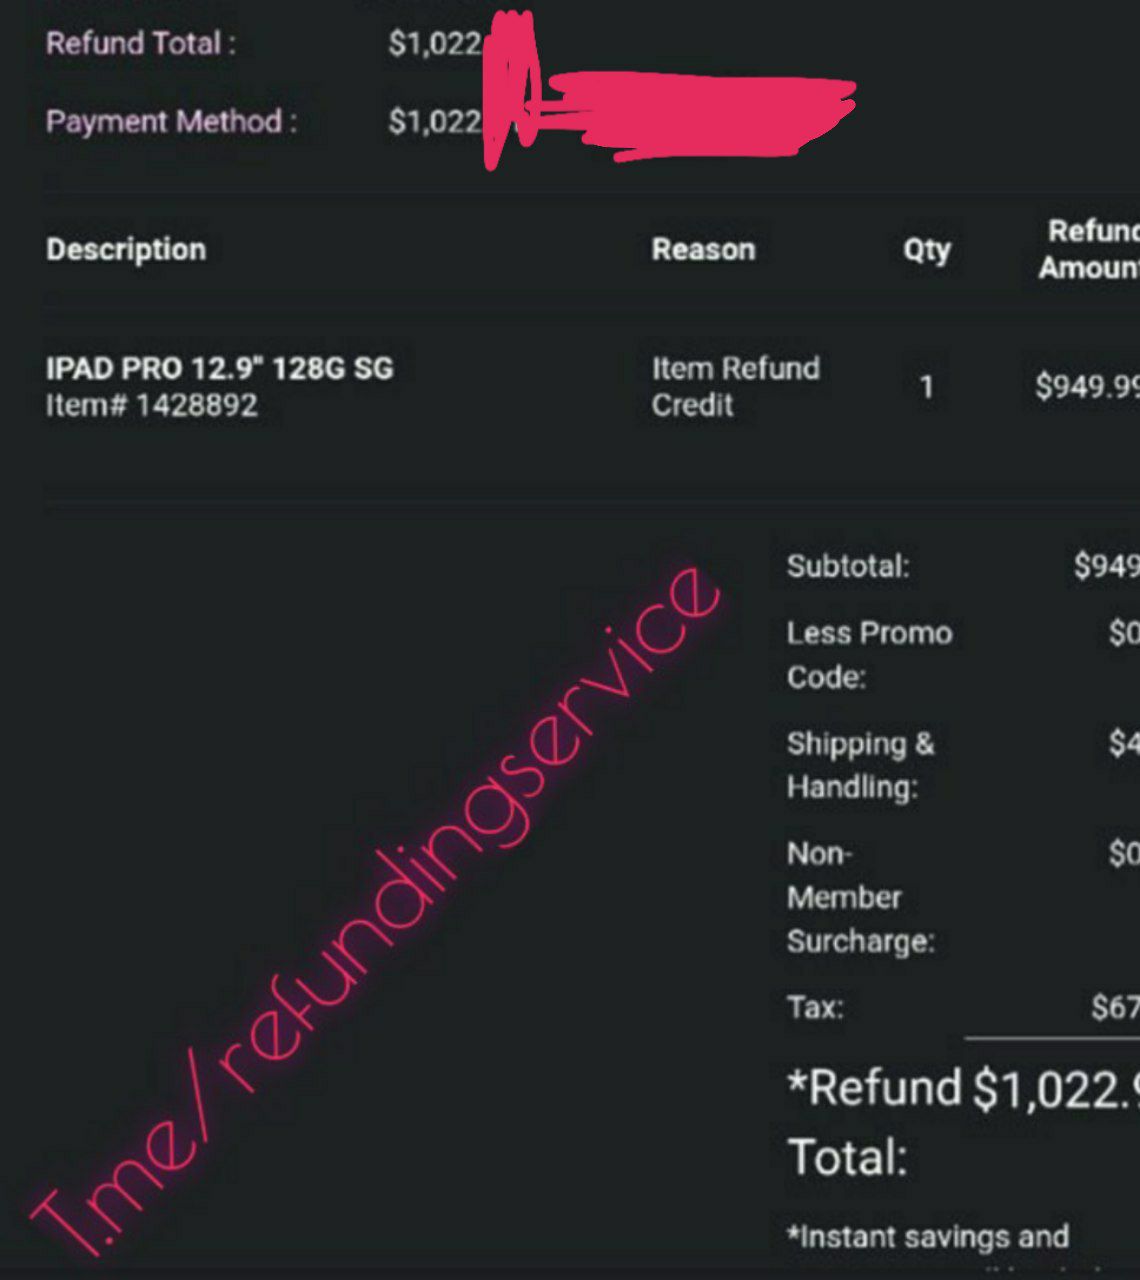 Refund Total : $1,022
Payment Method : $1,022
Description Reason Qty Refund Amount
IPAD PRO 12.9" 128G SG
Item# 1428892
Item Refund
Credit
1 $949.99
Subtotal: $949
Less Promo $0
Code:
Shipping & $4
Handling:
Non- $0
Member
Surcharge:
Tax: $67
*Refund $1,022.9
Total:
*Instant savings and
T.me/refundingservice